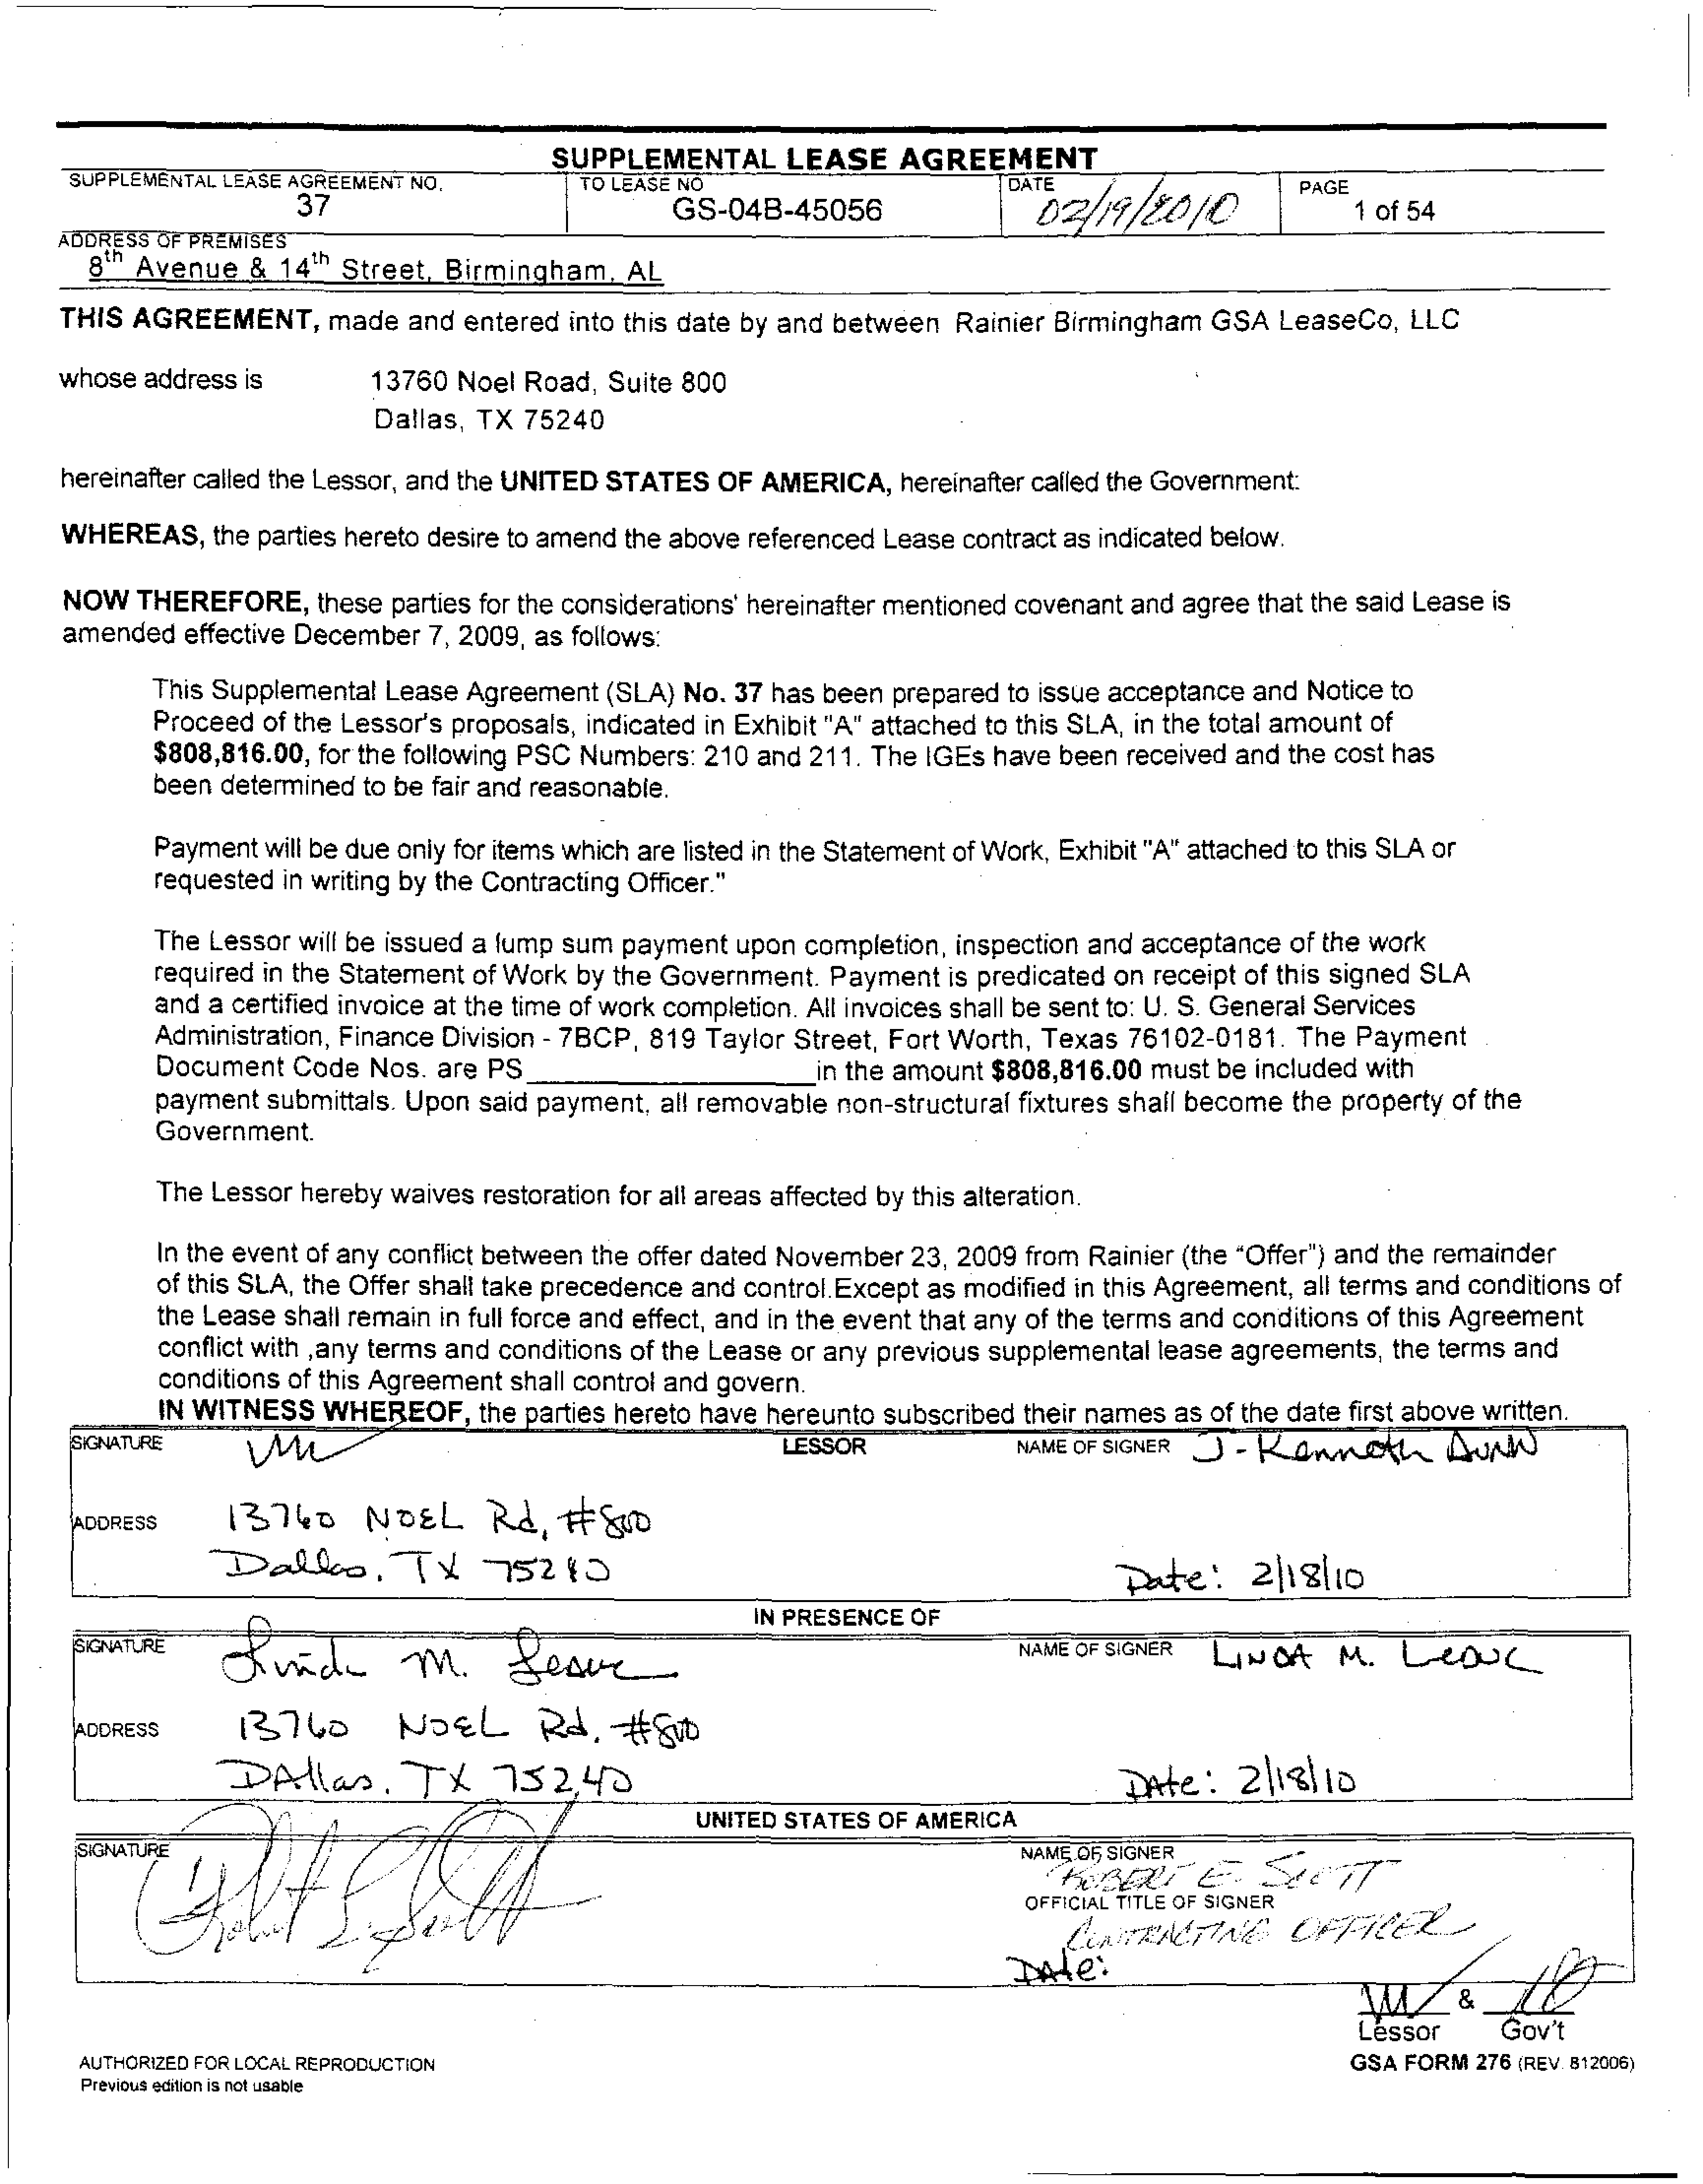 SUPPLEMENTAL LEASE AGREEMENT
SUPPLEMENTAL LEASE AGREEMENT NO. TO LEASE NO DATE PAGE
37 GS-04B-45056 02/19/2010 1 of 54
ADDRESS OF PREMISES
8th Avenue & 14th Street, Birmingham, AL
THIS AGREEMENT, made and entered into this date by and between Rainier Birmingham GSA LeaseCo, LLC
whose address is 13760 Noel Road, Suite 800
Dallas, TX 75240
hereinafter called the Lessor, and the UNITED STATES OF AMERICA, hereinafter called the Government:
WHEREAS, the parties hereto desire to amend the above referenced Lease contract as indicated below.
NOW THEREFORE, these parties for the considerations' hereinafter mentioned covenant and agree that the said Lease is
amended effective December 7, 2009, as follows:
This Supplemental Lease Agreement (SLA) No. 37 has been prepared to issue acceptance and Notice to
Proceed of the Lessor's proposals, indicated in Exhibit "A" attached to this SLA, in the total amount of
$808,816.00, for the following PSC Numbers: 210 and 211. The IGEs have been received and the cost has
been determined to be fair and reasonable.
Payment will be due only for items which are listed in the Statement of Work, Exhibit "A" attached to this SLA or
requested in writing by the Contracting Officer."
The Lessor will be issued a lump sum payment upon completion, inspection and acceptance of the work
required in the Statement of Work by the Government. Payment is predicated on receipt of this signed SLA
and a certified invoice at the time of work completion. All invoices shall be sent to: U. S. General Services
Administration, Finance Division - 7BCP, 819 Taylor Street, Fort Worth, Texas 76102-0181. The Payment
Document Code Nos. are PS____________________in the amount $808,816.00 must be included with
payment submittals. Upon said payment, all removable non-structural fixtures shall become the property of the
Government.
The Lessor hereby waives restoration for all areas affected by this alteration.
In the event of any conflict between the offer dated November 23, 2009 from Rainier (the "Offer") and the remainder
of this SLA, the Offer shall take precedence and control.Except as modified in this Agreement, all terms and conditions of
the Lease shall remain in full force and effect, and in the event that any of the terms and conditions of this Agreement
conflict with ,any terms and conditions of the Lease or any previous supplemental lease agreements, the terms and
conditions of this Agreement shall control and govern.
IN WITNESS WHEREOF, the parties hereto have hereunto subscribed their names as of the date first above written.
SIGNATURE LESSOR NAME OF SIGNER J-Kenneth Dunn
ADDRESS 13760 NOEL Rd, #800
Dallas, TX 75240 Date: 2/18/10
IN PRESENCE OF
SIGNATURE Linda M. Leduc NAME OF SIGNER LINDA M. LeDUC
ADDRESS 13760 NOEL Rd. #800
DAllas, TX 75240 DAte: 2/18/10
UNITED STATES OF AMERICA
SIGNATURE NAME OF SIGNER
ROBERT E. SCOTT
OFFICIAL TITLE OF SIGNER
CONTRACTING OFFICER
DAte:
&
Lessor Gov't
AUTHORIZED FOR LOCAL REPRODUCTION GSA FORM 276 (REV. 812006)
Previous edition is not usable